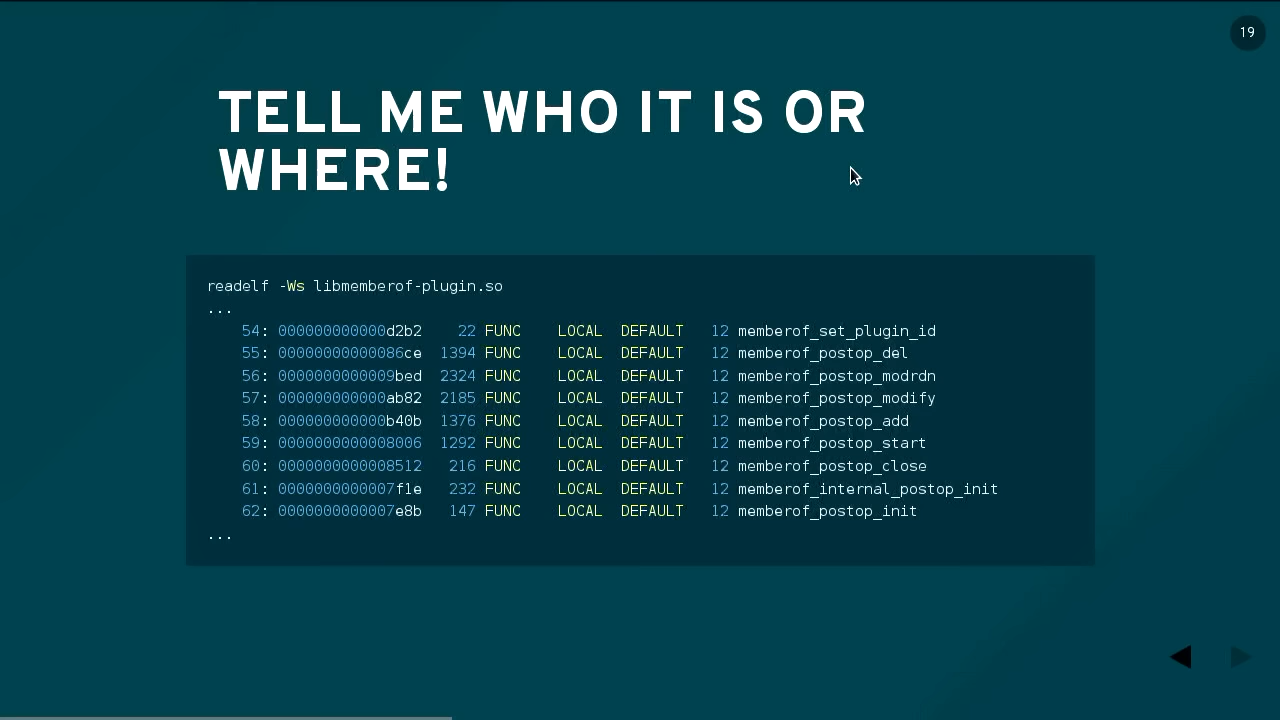 19
TELL ME WHO IT IS OR
WHERE!
readelf -Ws libmemberof-plugin.so
...
    54: 000000000000d2b2    22 FUNC    LOCAL  DEFAULT   12 memberof_set_plugin_id
    55: 00000000000086ce  1394 FUNC    LOCAL  DEFAULT   12 memberof_postop_del
    56: 0000000000009bed  2324 FUNC    LOCAL  DEFAULT   12 memberof_postop_modrdn
    57: 000000000000ab82  2185 FUNC    LOCAL  DEFAULT   12 memberof_postop_modify
    58: 000000000000b40b  1376 FUNC    LOCAL  DEFAULT   12 memberof_postop_add
    59: 0000000000008006  1292 FUNC    LOCAL  DEFAULT   12 memberof_postop_start
    60: 0000000000008512   216 FUNC    LOCAL  DEFAULT   12 memberof_postop_close
    61: 0000000000007f1e   232 FUNC    LOCAL  DEFAULT   12 memberof_internal_postop_init
    62: 0000000000007e8b   147 FUNC    LOCAL  DEFAULT   12 memberof_postop_init
...